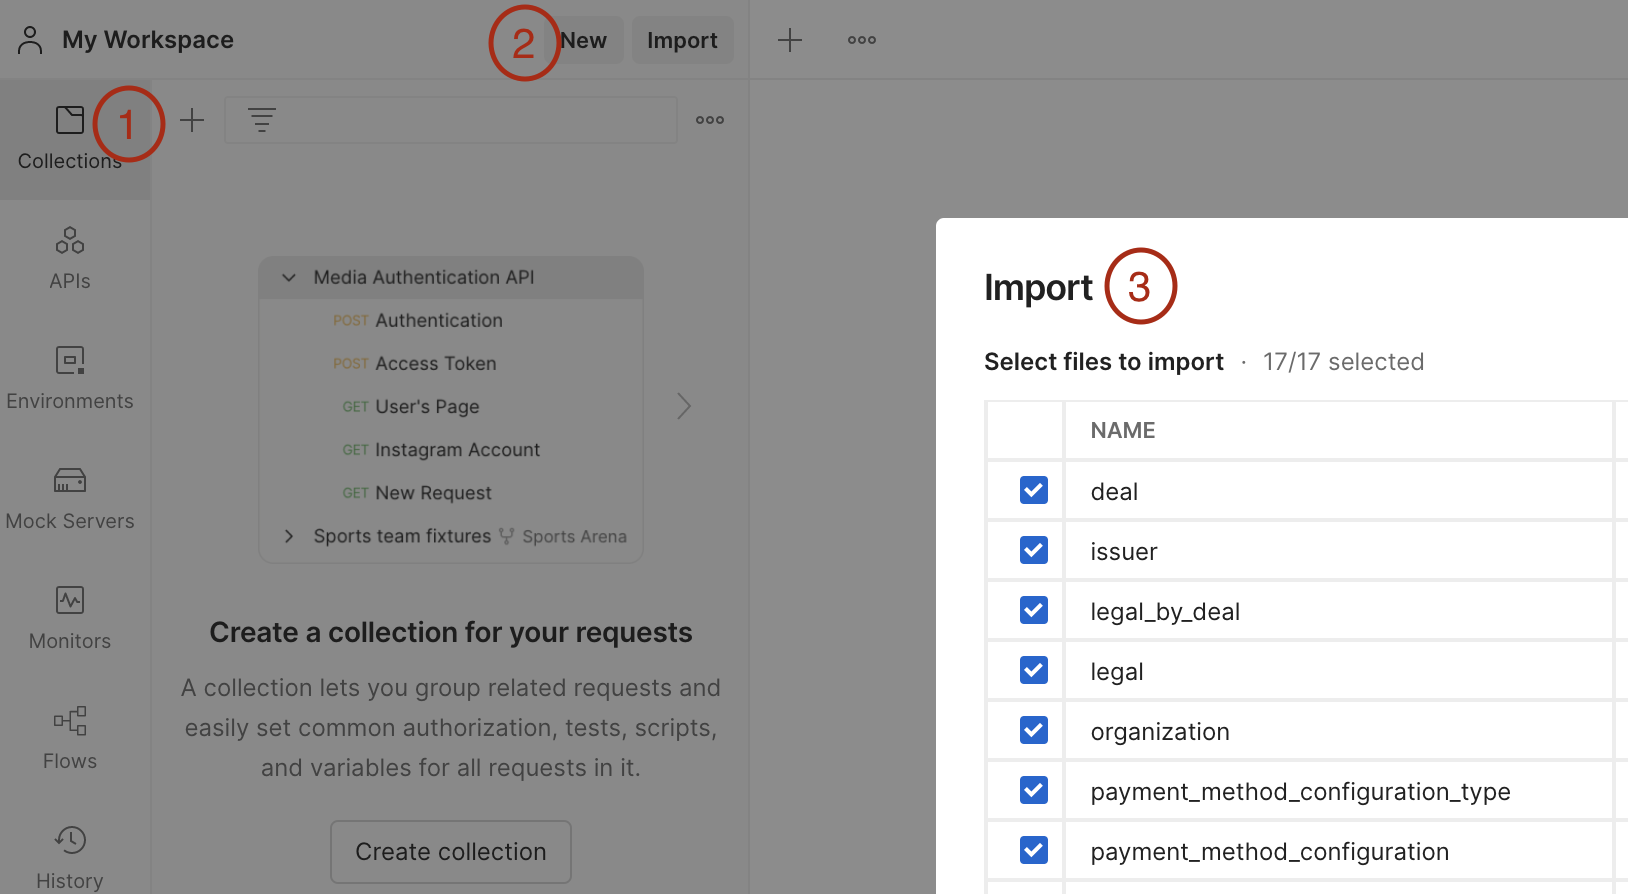 My Workspace
2
New
Import
1
Collections
APIs
Environments
Mock Servers
Monitors
Flows
History
Media Authentication API
POST Authentication
POST Access Token
GET User's Page
GET Instagram Account
GET New Request
Sports team fixtures Sports Arena
Create a collection for your requests
A collection lets you group related requests and
easily set common authorization, tests, scripts,
and variables for all requests in it.
Create collection
Import 3
Select files to import · 17/17 selected
NAME
deal
issuer
legal_by_deal
legal
organization
payment_method_configuration_type
payment_method_configuration